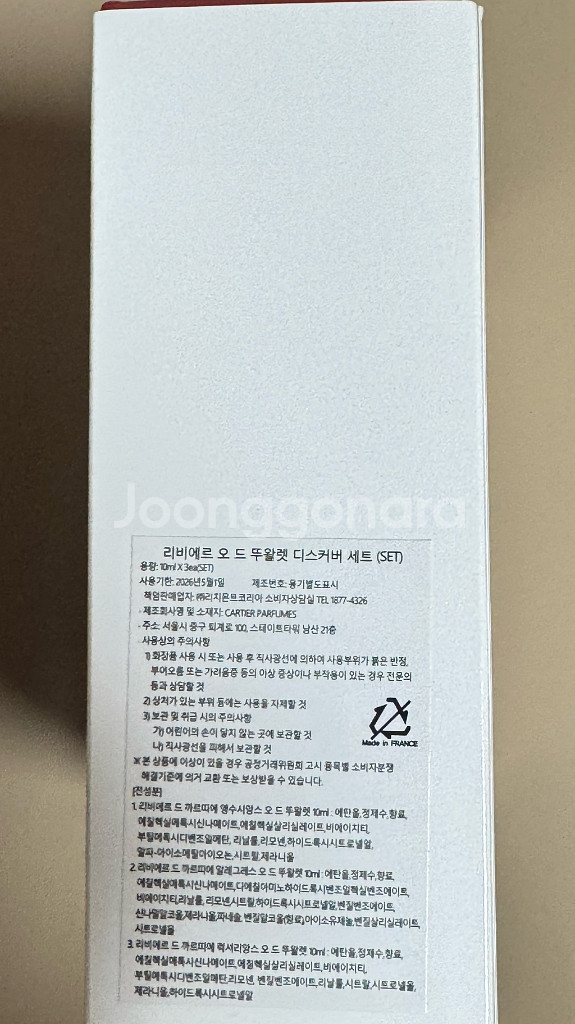 Joonggonara
리비에르 오 드 뚜왈렛 디스커버 세트 (SET)
용량: 10ml X 3ea(SET)
사용기한: 2026년5월1일 제조번호: 용기별도표시
책임판매업자: ㈜리치몬트코리아 소비자상담실 TEL 1877-4326
· 제조회사명 및 소재지: CARTIER PARFUMES
· 주소: 서울시 중구 퇴계로 100, 스테이트타워 남산 21층
· 사용상의 주의사항
1) 화장품 사용 시 또는 사용 후 직사광선에 의하여 사용부위가 붉은 반점,
부어오름 또는 가려움증 등의 이상 증상이나 부작용이 있는 경우 전문의
등과 상담할 것
2) 상처가 있는 부위 등에는 사용을 자제할 것
3) 보관 및 취급 시의 주의사항
가) 어린이의 손이 닿지 않는 곳에 보관할 것
나) 직사광선을 피해서 보관할 것
Made in FRANCE
※ 본 상품에 이상이 있을 경우 공정거래위원회 고시 품목별 소비자분쟁
해결기준에 의거 교환 또는 보상받을 수 있습니다.
[전성분]
1. 리비에르 드 까르띠에 앵수시앙스 오 드 뚜왈렛 10ml : 에탄올,정제수,향료,
에칠헥실메톡시신나메이트,에칠헥실살리실레이트,비에이치티,
부틸메톡시디벤조일메탄, 리날룰,리모넨,하이드록시시트로넬알,
알파-아이소메틸아이오논,시트랄,제라니올
2. 리비에르 드 까르띠에 알레그레스 오 드 뚜왈렛 10ml : 에탄올,정제수,향료,
에칠헥실메톡시신나메이트,다이에칠아미노하이드록시벤조일헥실벤조에이트,
비에이치티,리날룰, 리모넨,시트랄,하이드록시시트로넬알,벤질벤조에이트,
신나밀알코올,제라니올,파네솔, 벤질알코올(향료),아이소유제놀,벤질살리실레이트,
시트로넬올
3. 리비에르 드 까르띠에 럭셔리앙스 오 드 뚜왈렛 10ml : 에탄올,정제수,향료,
에칠헥실메톡시신나메이트,에칠헥실살리실레이트,비에이치티,
부틸메톡시디벤조일메탄,리모넨, 벤질벤조에이트,리날룰,시트랄,시트로넬올,
제라니올,하이드록시시트로넬알